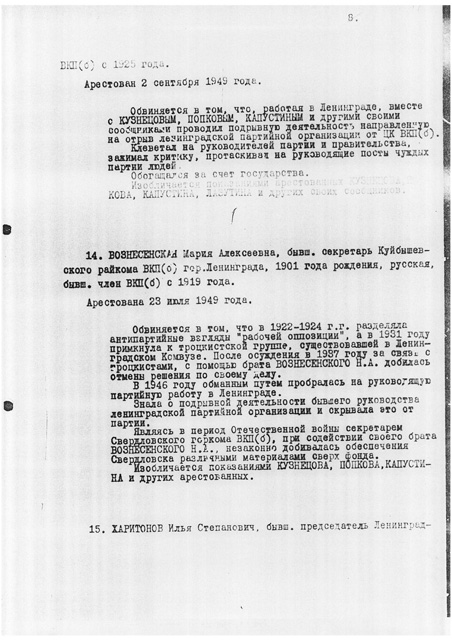 8.
ВКП(б) с 1925 года.
Арестован 2 сентября 1949 года.
Обвиняется в том, что, работая в Ленинграде, вместе
с КУЗНЕЦОВЫМ, ПОПКОВЫМ, КАПУСТИНЫМ и другими своими
сообщниками проводил подрывную деятельность направленную
на отрыв ленинградской партийной организации от ЦК ВКП(б).
Клеветал на руководителей партии и правительства,
зажимал критику, протаскивал на руководящие посты чуждых
партии людей.
Обогащался за счет государства.
Изобличается показаниями арестованных КУЗНЕЦОВА,
КОВА, КАПУСТИНА, ЛАЗУТИНА и других своих сообщников.
14. ВОЗНЕСЕНСКАЯ Мария Алексеевна, бывш. секретарь Куйбышев-
ского райкома ВКП(б) гор.Ленинграда, 1901 года рождения, русская,
бывш. член ВКП(б) с 1919 года.
Арестована 23 июля 1949 года.
Обвиняется в том, что в 1922-1924 г.г. разделяла
антипартийные взгляды "рабочей оппозиции", а в 1931 году
примкнула к троцкистской группе, существовавшей в Ленин-
градском Комвузе. После осуждения в 1937 году за связь с
троцкистами, с помощью брата ВОЗНЕСЕНСКОГО Н.А. добилась
отмены решения по своему делу.
В 1946 году обманным путем пробралась на руководящую
партийную работу в Ленинграде.
Знала о подрывной деятельности бывшего руководства
ленинградской партийной организации и скрывала это от
партии.
Являясь в период Отечественной войны секретарем
Свердловского горкома ВКП(б), при содействии своего брата
ВОЗНЕСЕНСКОГО Н.А., незаконно добивалась обеспечения
Свердловска различными материалами сверх фонда.
Изобличается показаниями КУЗНЕЦОВА, ПОПКОВА,КАПУСТИ-
НА и других арестованных.
15. ХАРИТОНОВ Илья Степанович, бывш. председатель Ленинград-